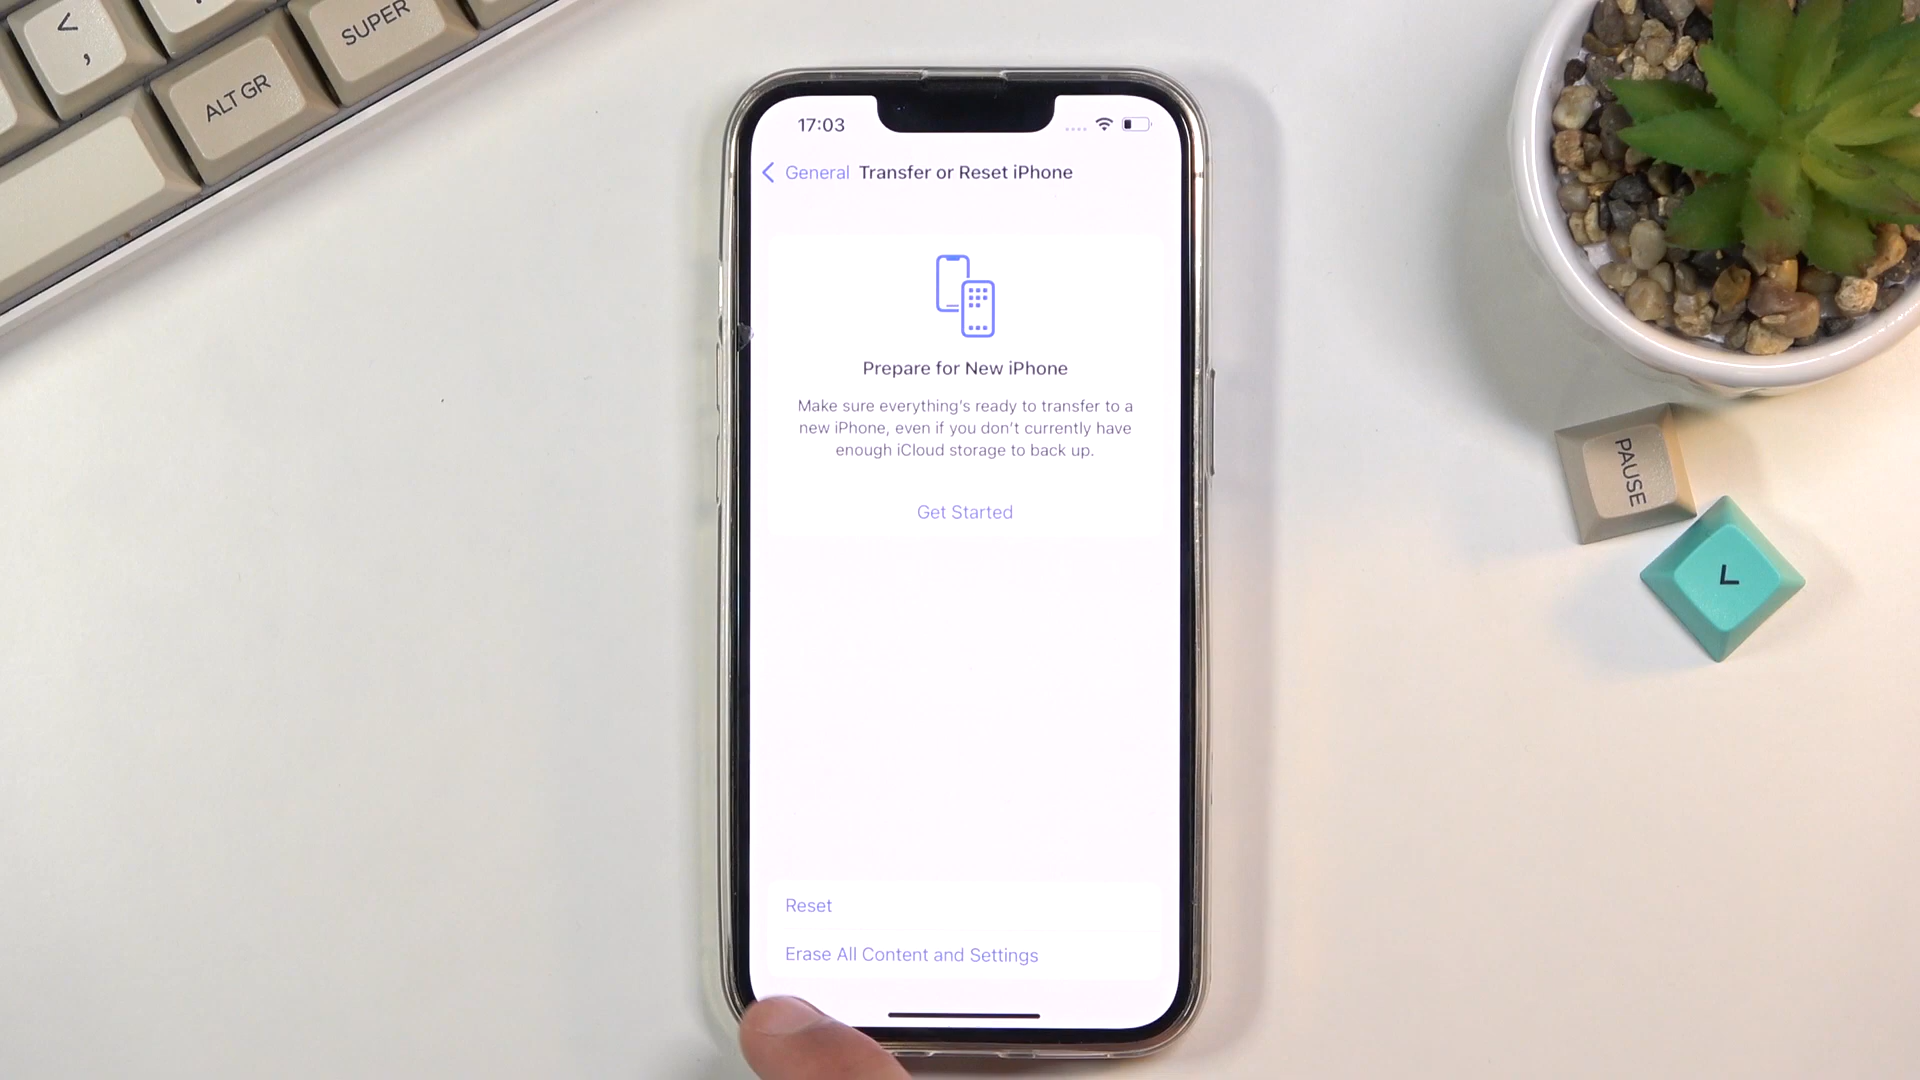 <
,
ALT GR
SUPER
17:03
General Transfer or Reset iPhone
Prepare for New iPhone
Make sure everything's ready to transfer to a
new iPhone, even if you don't currently have
enough iCloud storage to back up.
Get Started
Reset
Erase All Content and Settings
PAUSE